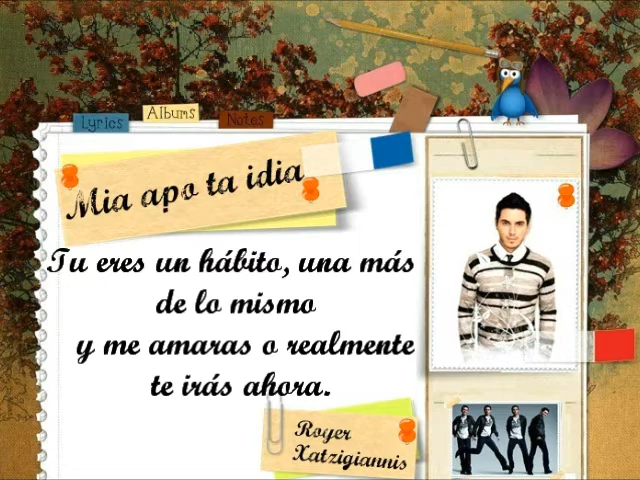 Lyrics
Albums
Notes
Mia apo ta idia
Tu eres un hábito, una más
de lo mismo
y me amaras o realmente
te irás ahora.
Royer
Xatzigiannis